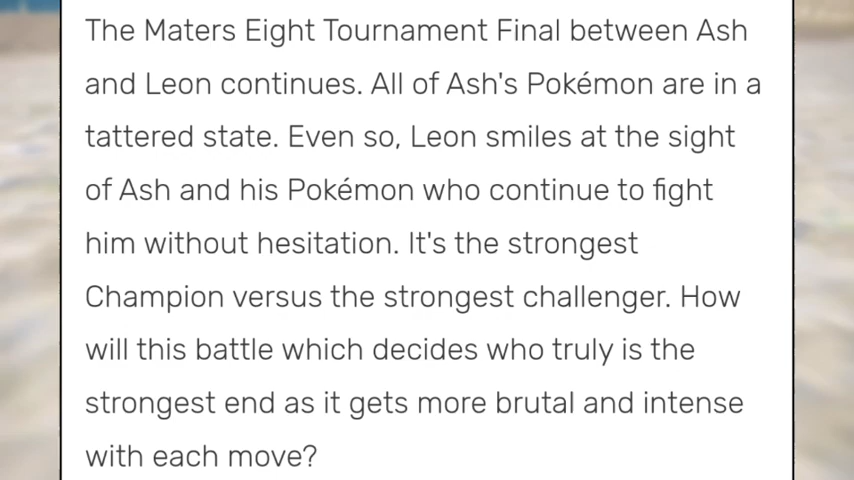 The Maters Eight Tournament Final between Ash
and Leon continues. All of Ash's Pokémon are in a
tattered state. Even so, Leon smiles at the sight
of Ash and his Pokémon who continue to fight
him without hesitation. It's the strongest
Champion versus the strongest challenger. How
will this battle which decides who truly is the
strongest end as it gets more brutal and intense
with each move?